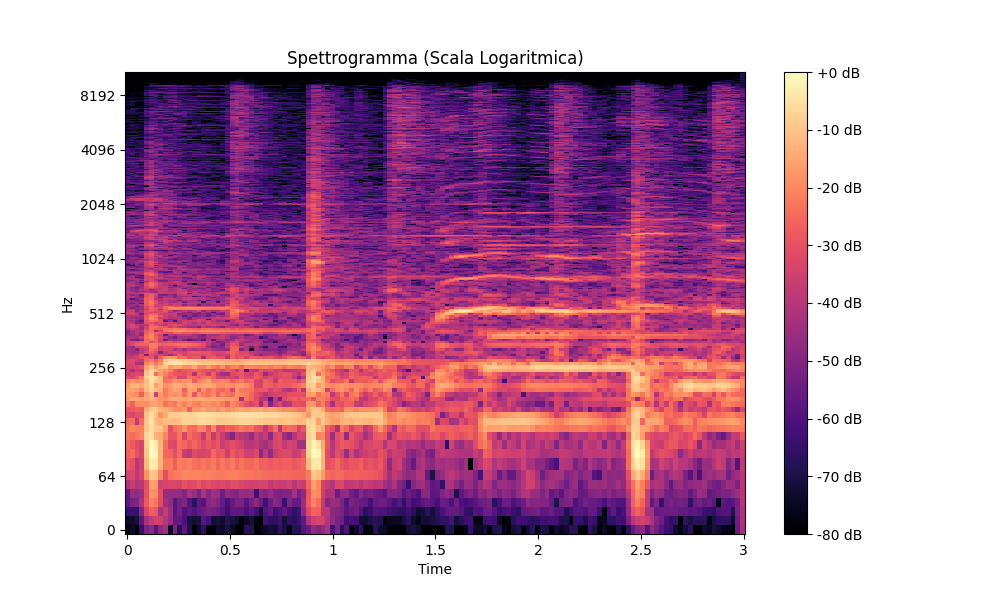 Spettrogramma (Scala Logaritmica)
8192
4096
2048
1024
512
256
128
64
0
Hz
0
0.5
1
1.5
2
2.5
3
Time
+0 dB
-10 dB
-20 dB
-30 dB
-40 dB
-50 dB
-60 dB
-70 dB
-80 dB